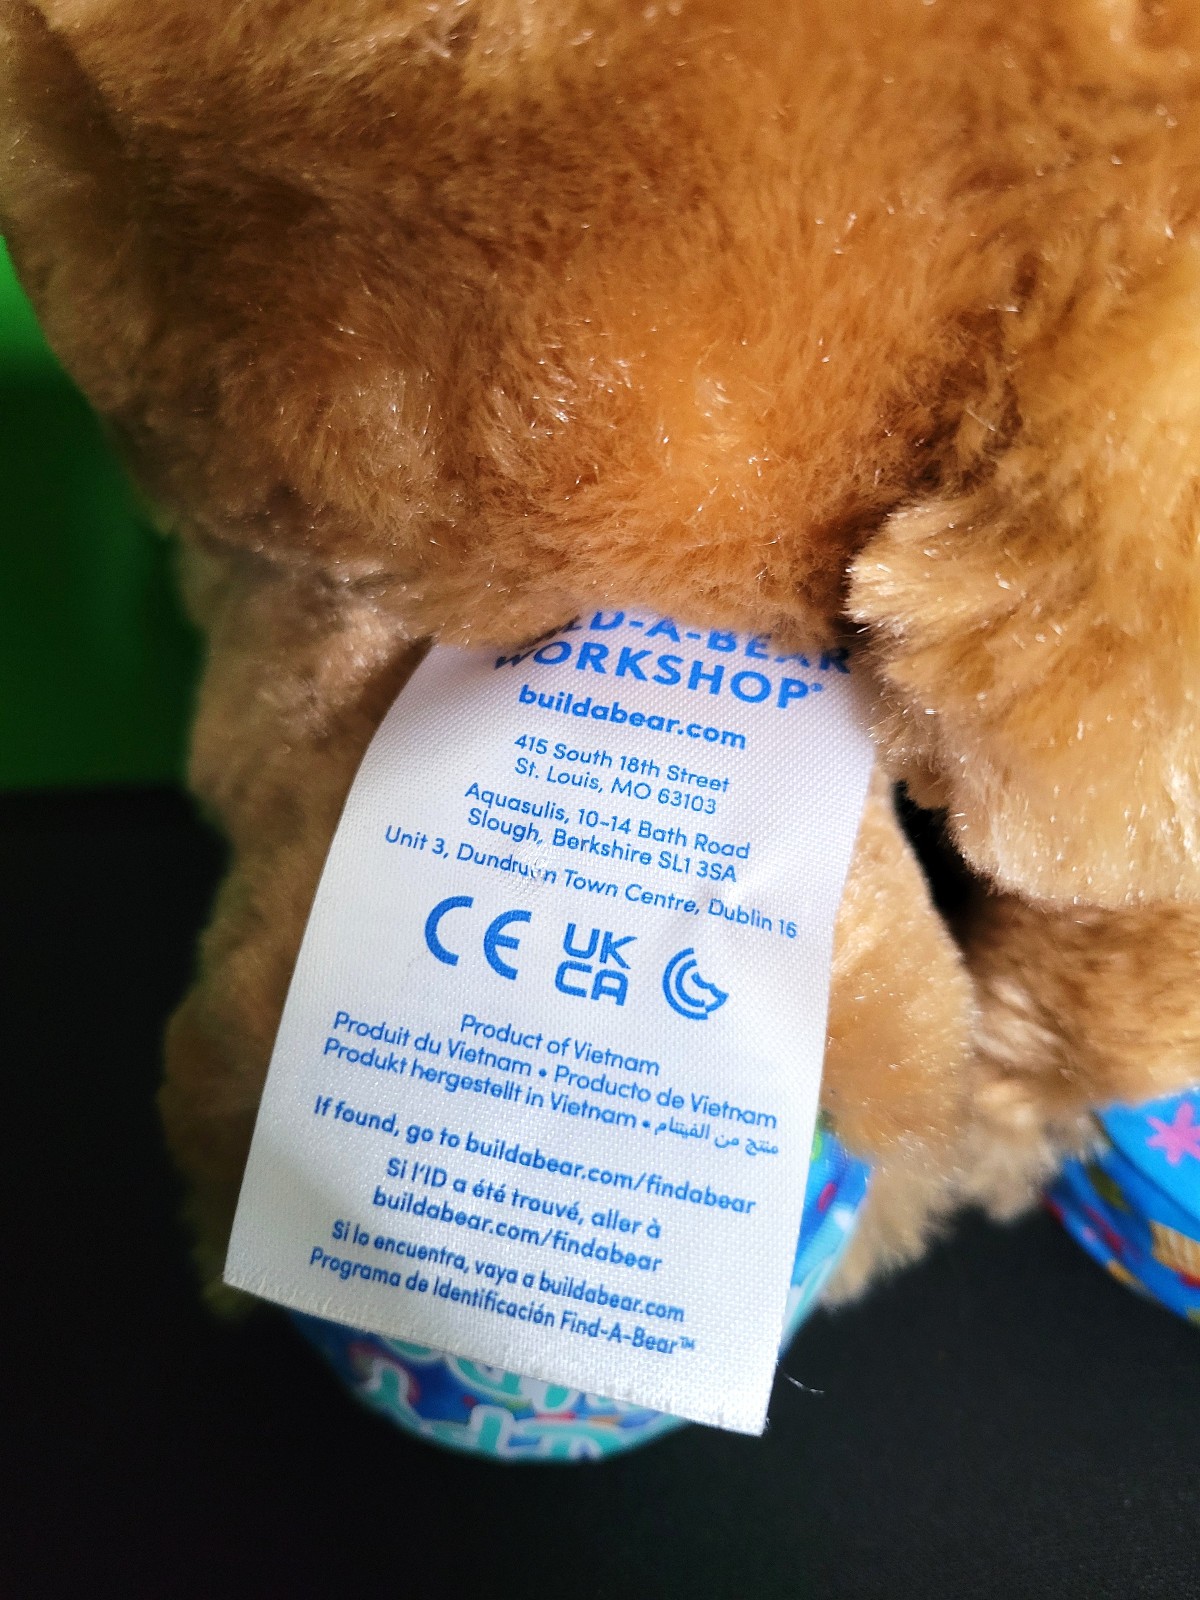 WORKSHOP®
buildabear.com
415 South 18th Street
St. Louis, MO 63103
Aquasulis, 10-14 Bath Road
Slough, Berkshire SL1 3SA
Unit 3, Dundrum Town Centre, Dublin 16
CE UK CA
Product of Vietnam
Produit du Vietnam • Producto de Vietnam
Produkt hergestellt in Vietnam • منتج من الفيتنام
If found, go to buildabear.com/findabear
Si l'ID a été trouvé, aller à
buildabear.com/findabear
Si lo encuentra, vaya a buildabear.com
Programa de Identificación Find-A-Bear™